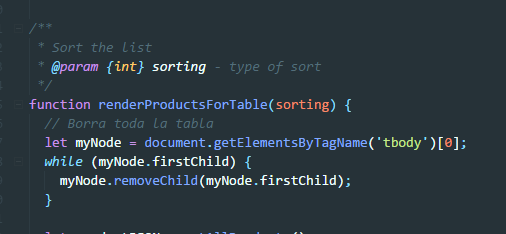 /**
* Sort the list
* @param {int} sorting - type of sort
*/
function renderProductsForTable(sorting) {
// Borra toda la tabla
let myNode = document.getElementsByTagName('tbody')[0];
while (myNode.firstChild) {
myNode.removeChild(myNode.firstChild);
}